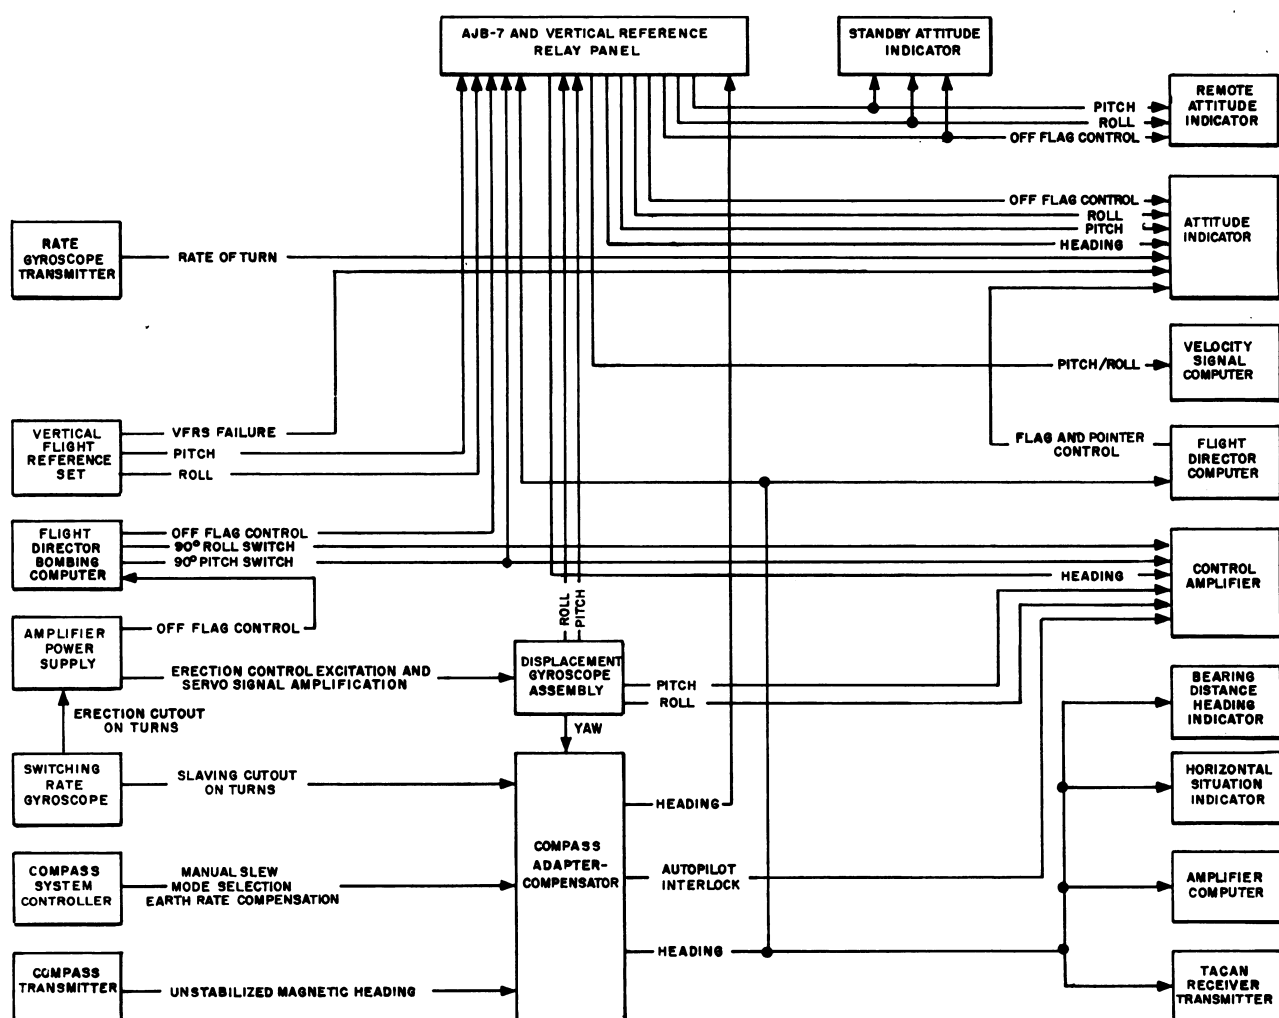 AJB-7 AND VERTICAL REFERENCE
RELAY PANEL
STANDBY ATTITUDE
INDICATOR
REMOTE
ATTITUDE
INDICATOR
PITCH
ROLL
OFF FLAG CONTROL
OFF FLAG CONTROL
ROLL
PITCH
HEADING
ATTITUDE
INDICATOR
RATE
GYROSCOPE
TRANSMITTER
RATE OF TURN
VELOCITY
SIGNAL
COMPUTER
PITCH/ROLL
VERTICAL
FLIGHT
REFERENCE
SET
VFRS FAILURE
PITCH
ROLL
FLAG AND POINTER
CONTROL
FLIGHT
DIRECTOR
COMPUTER
FLIGHT
DIRECTOR
BOMBING
COMPUTER
OFF FLAG CONTROL
90° ROLL SWITCH
90° PITCH SWITCH
HEADING
CONTROL
AMPLIFIER
AMPLIFIER
POWER
SUPPLY
OFF FLAG CONTROL
ERECTION CONTROL EXCITATION AND
SERVO SIGNAL AMPLIFICATION
ROLL
PITCH
DISPLACEMENT
GYROSCOPE
ASSEMBLY
PITCH
ROLL
YAW
ERECTION CUTOUT
ON TURNS
BEARING
DISTANCE
HEADING
INDICATOR
SWITCHING
RATE
GYROSCOPE
SLAVING CUTOUT
ON TURNS
HEADING
HORIZONTAL
SITUATION
INDICATOR
COMPASS
ADAPTER-
COMPENSATOR
COMPASS
SYSTEM
CONTROLLER
MANUAL SLEW
MODE SELECTION
EARTH RATE COMPENSATION
AUTOPILOT
INTERLOCK
AMPLIFIER
COMPUTER
HEADING
COMPASS
TRANSMITTER
UNSTABILIZED MAGNETIC HEADING
TACAN
RECEIVER
TRANSMITTER